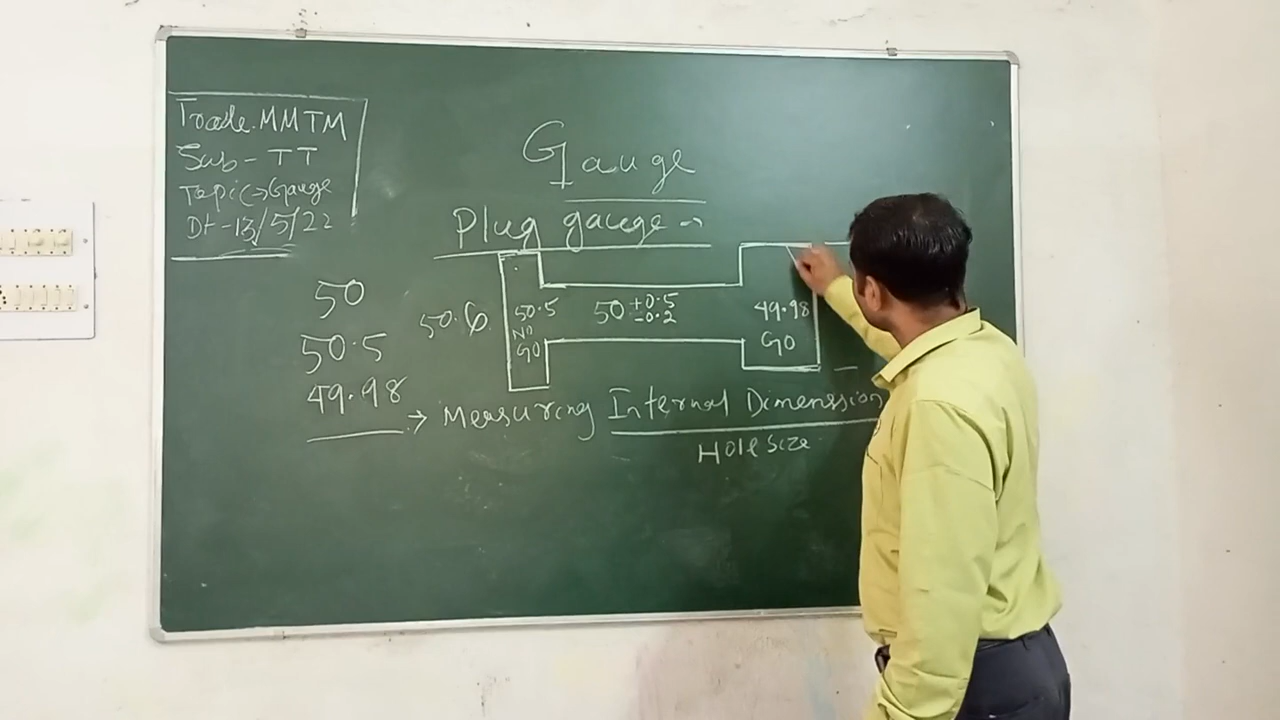 Trade. MMTM
Sub - TT
Topic → Gauge
Dt - 13/5/22
Gauge
Plug gauge →
50
50.5
49.98
50.6
50.5
NO
GO
50 +0.5
-0.2
49.98
GO
→ Measuring Internal Dimenssion
Hole Size